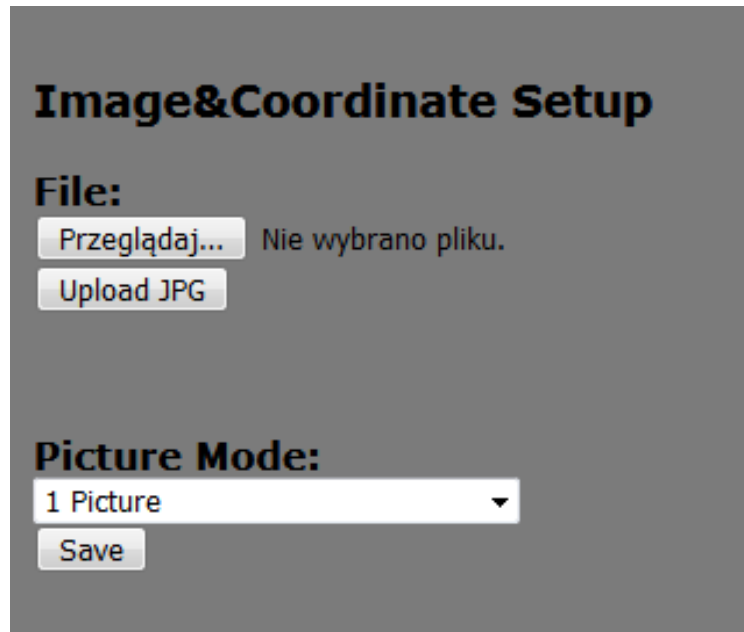 Image&Coordinate Setup
File:
Przeglądaj... Nie wybrano pliku.
Upload JPG
Picture Mode:
1 Picture
Save